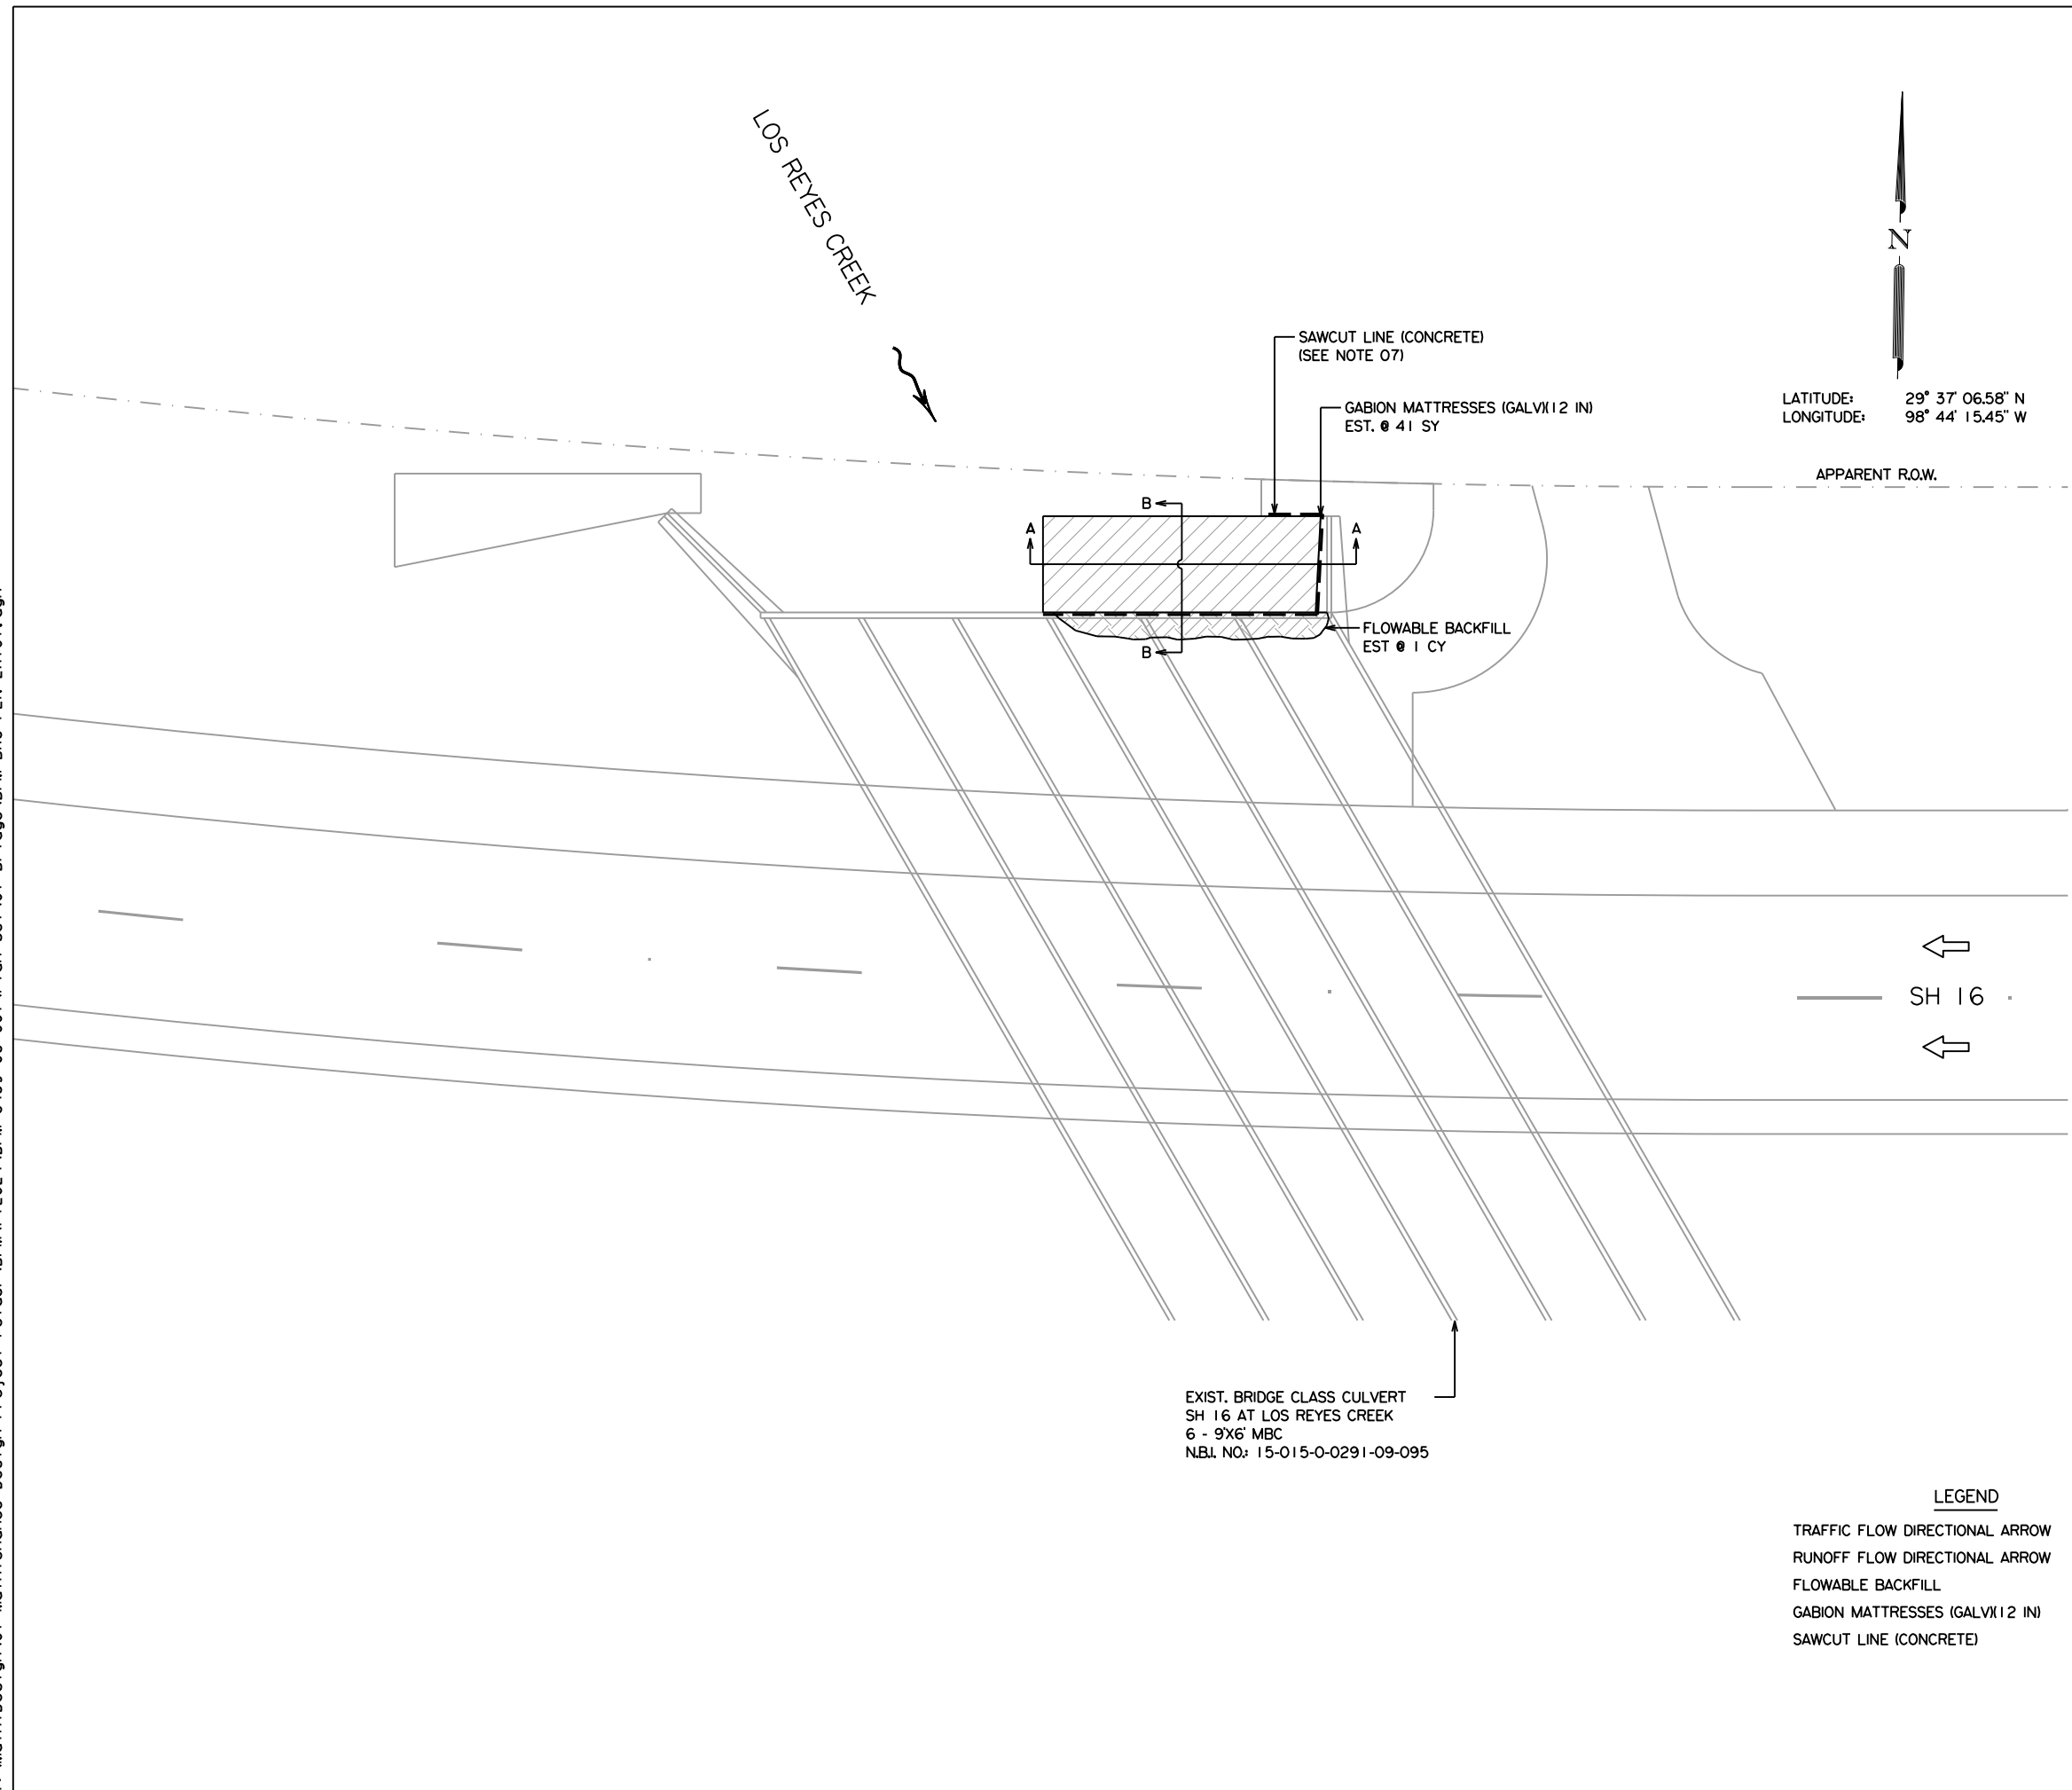 LOS REYES CREEK
N
SAWCUT LINE (CONCRETE)
(SEE NOTE 07)
GABION MATTRESSES (GALV)(12 IN)
EST. @ 41 SY
LATITUDE: 29° 37' 06.58" N
LONGITUDE: 98° 44' 15.45" W
APPARENT R.O.W.
B
A A
FLOWABLE BACKFILL
EST @ 1 CY
B
SH 16
EXIST. BRIDGE CLASS CULVERT
SH 16 AT LOS REYES CREEK
6 - 9'X6' MBC
N.B.I. NO.: 15-015-0-0291-09-095
LEGEND
TRAFFIC FLOW DIRECTIONAL ARROW
RUNOFF FLOW DIRECTIONAL ARROW
FLOWABLE BACKFILL
GABION MATTRESSES (GALV)(12 IN)
SAWCUT LINE (CONCRETE)